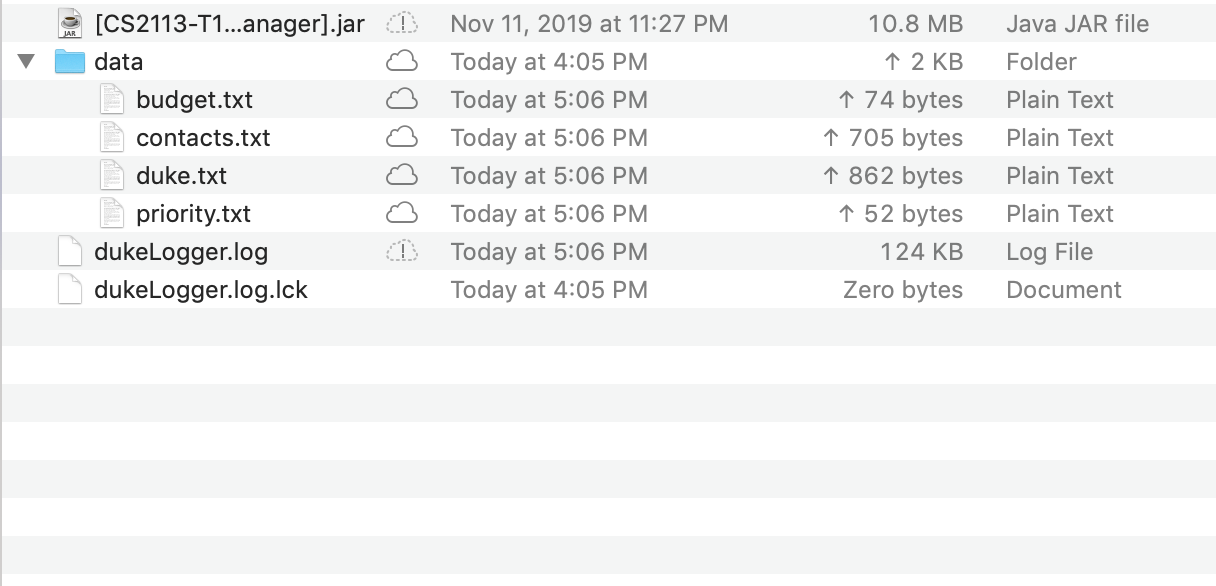 [CS2113-T1...anager].jar Nov 11, 2019 at 11:27 PM 10.8 MB Java JAR file
data Today at 4:05 PM ↑ 2 KB Folder
budget.txt Today at 5:06 PM ↑ 74 bytes Plain Text
contacts.txt Today at 5:06 PM ↑ 705 bytes Plain Text
duke.txt Today at 5:06 PM ↑ 862 bytes Plain Text
priority.txt Today at 5:06 PM ↑ 52 bytes Plain Text
dukeLogger.log Today at 5:06 PM 124 KB Log File
dukeLogger.log.lck Today at 4:05 PM Zero bytes Document